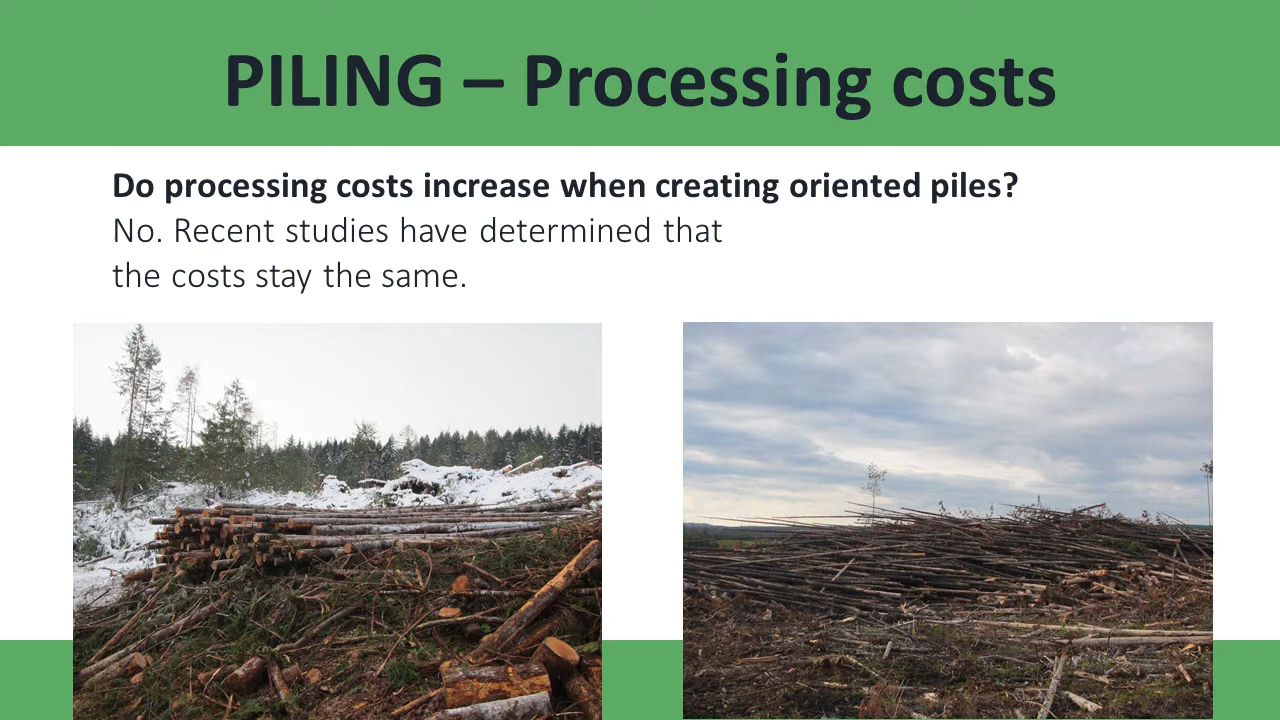 PILING – Processing costs
Do processing costs increase when creating oriented piles?
No. Recent studies have determined that
the costs stay the same.